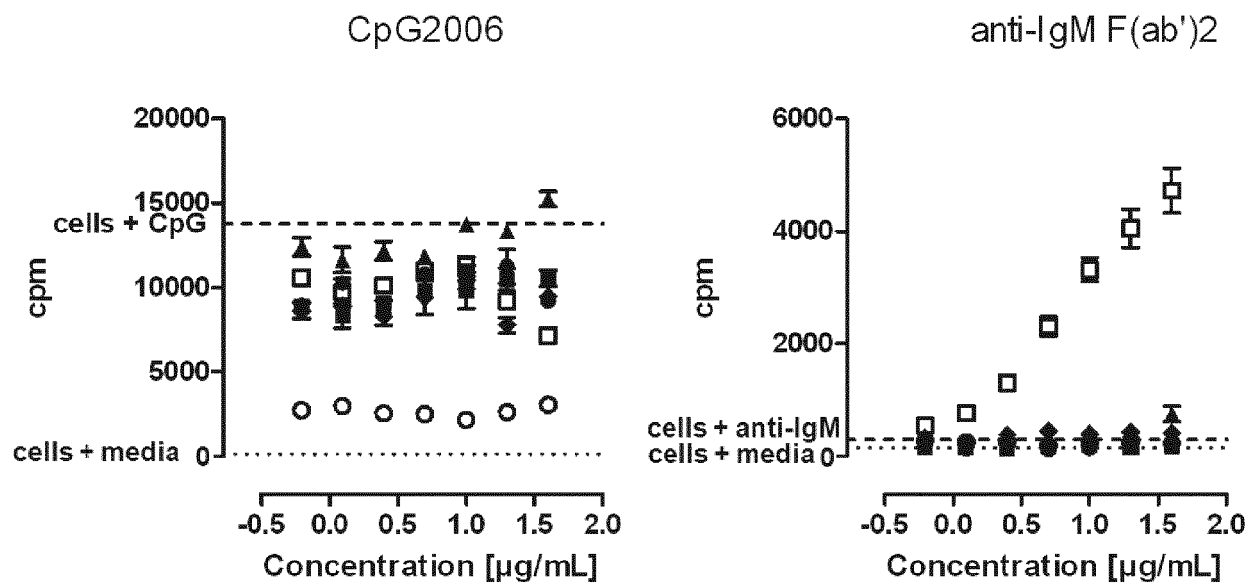 CpG2006
20000
15000
cells + CpG
10000
cpm
5000
cells + media 0
-0.5 0.0 0.5 1.0 1.5 2.0
Concentration [µg/mL]
anti-IgM F(ab')2
6000
4000
cpm
2000
cells + anti-IgM
cells + media 0
-0.5 0.0 0.5 1.0 1.5 2.0
Concentration [µg/mL]